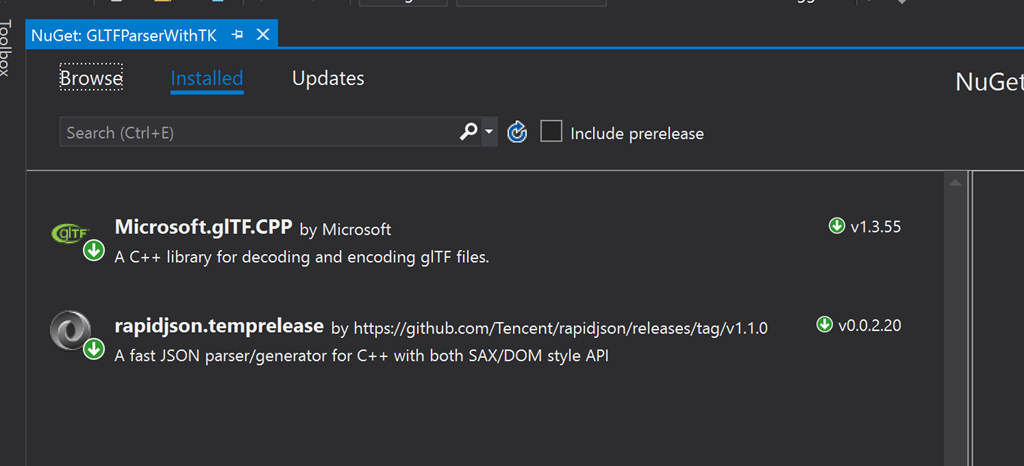 Toolbox
NuGet: GLTFParserWithTK
Browse Installed Updates
NuGet
Search (Ctrl+E)
Include prerelease
glTF
Microsoft.glTF.CPP by Microsoft
v1.3.55
A C++ library for decoding and encoding glTF files.
rapidjson.temprelease by https://github.com/Tencent/rapidjson/releases/tag/v1.1.0
v0.0.2.20
A fast JSON parser/generator for C++ with both SAX/DOM style API